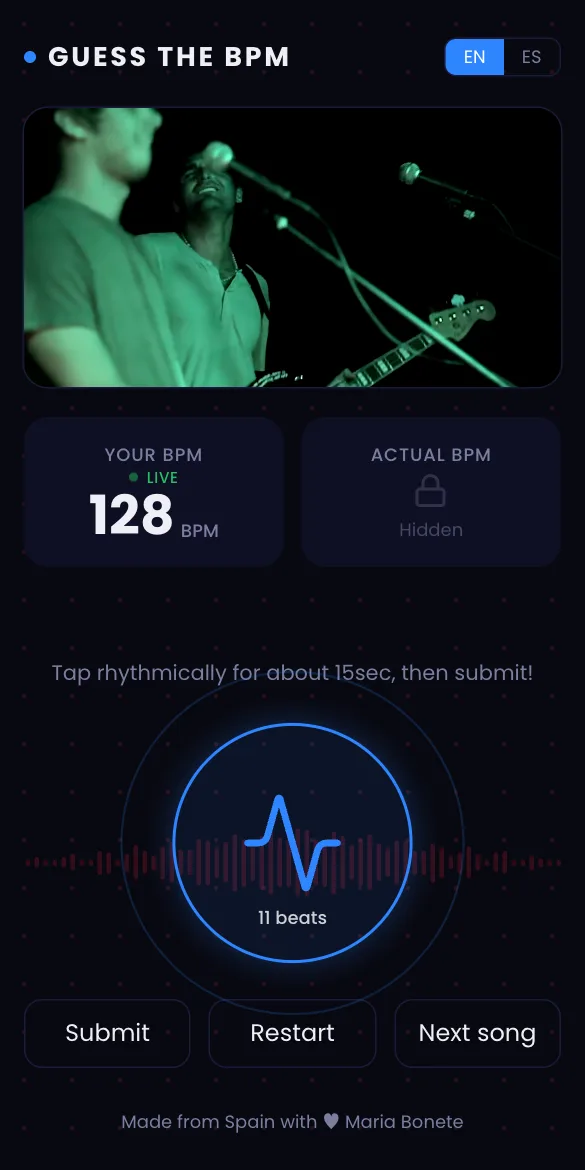 GUESS THE BPM
EN ES
YOUR BPM
LIVE
128 BPM
ACTUAL BPM
Hidden
Tap rhythmically for about 15sec, then submit!
11 beats
Submit
Restart
Next song
Made from Spain with ♥ Maria Bonete